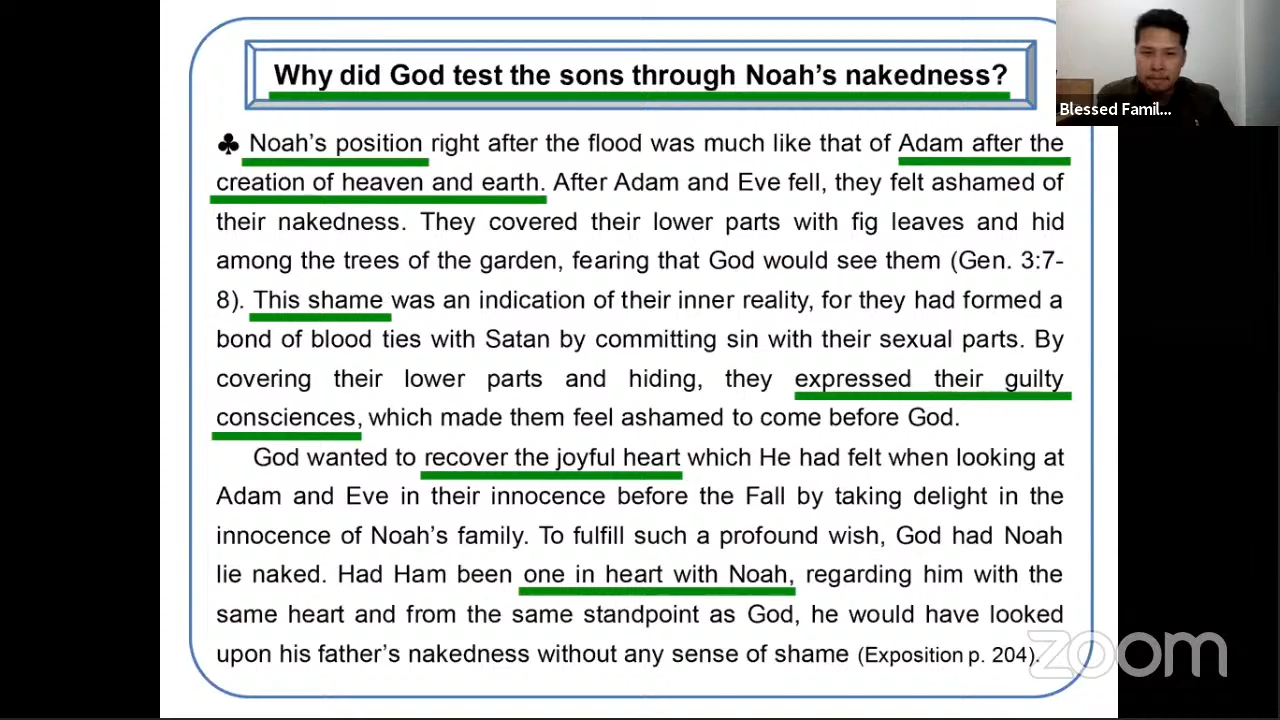 Why did God test the sons through Noah's nakedness?
Blessed Famil...
♣ Noah's position right after the flood was much like that of Adam after the
creation of heaven and earth. After Adam and Eve fell, they felt ashamed of
their nakedness. They covered their lower parts with fig leaves and hid
among the trees of the garden, fearing that God would see them (Gen. 3:7-
8). This shame was an indication of their inner reality, for they had formed a
bond of blood ties with Satan by committing sin with their sexual parts. By
covering their lower parts and hiding, they expressed their guilty
consciences, which made them feel ashamed to come before God.
God wanted to recover the joyful heart which He had felt when looking at
Adam and Eve in their innocence before the Fall by taking delight in the
innocence of Noah's family. To fulfill such a profound wish, God had Noah
lie naked. Had Ham been one in heart with Noah, regarding him with the
same heart and from the same standpoint as God, he would have looked
upon his father's nakedness without any sense of shame (Exposition p. 204).
zoom